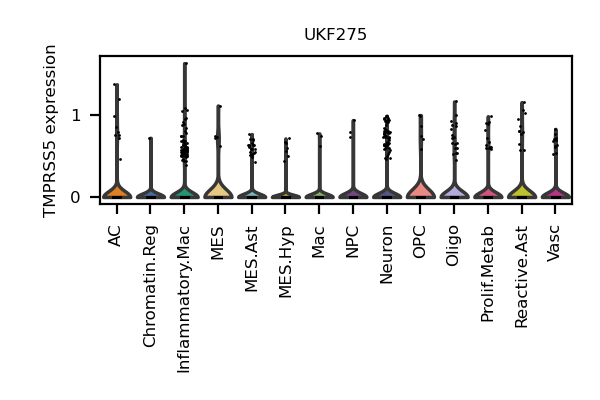 UKF275
TMPRSS5 expression
1
0
AC
Chromatin.Reg
Inflammatory.Mac
MES
MES.Ast
MES.Hyp
Mac
NPC
Neuron
OPC
Oligo
Prolif.Metab
Reactive.Ast
Vasc